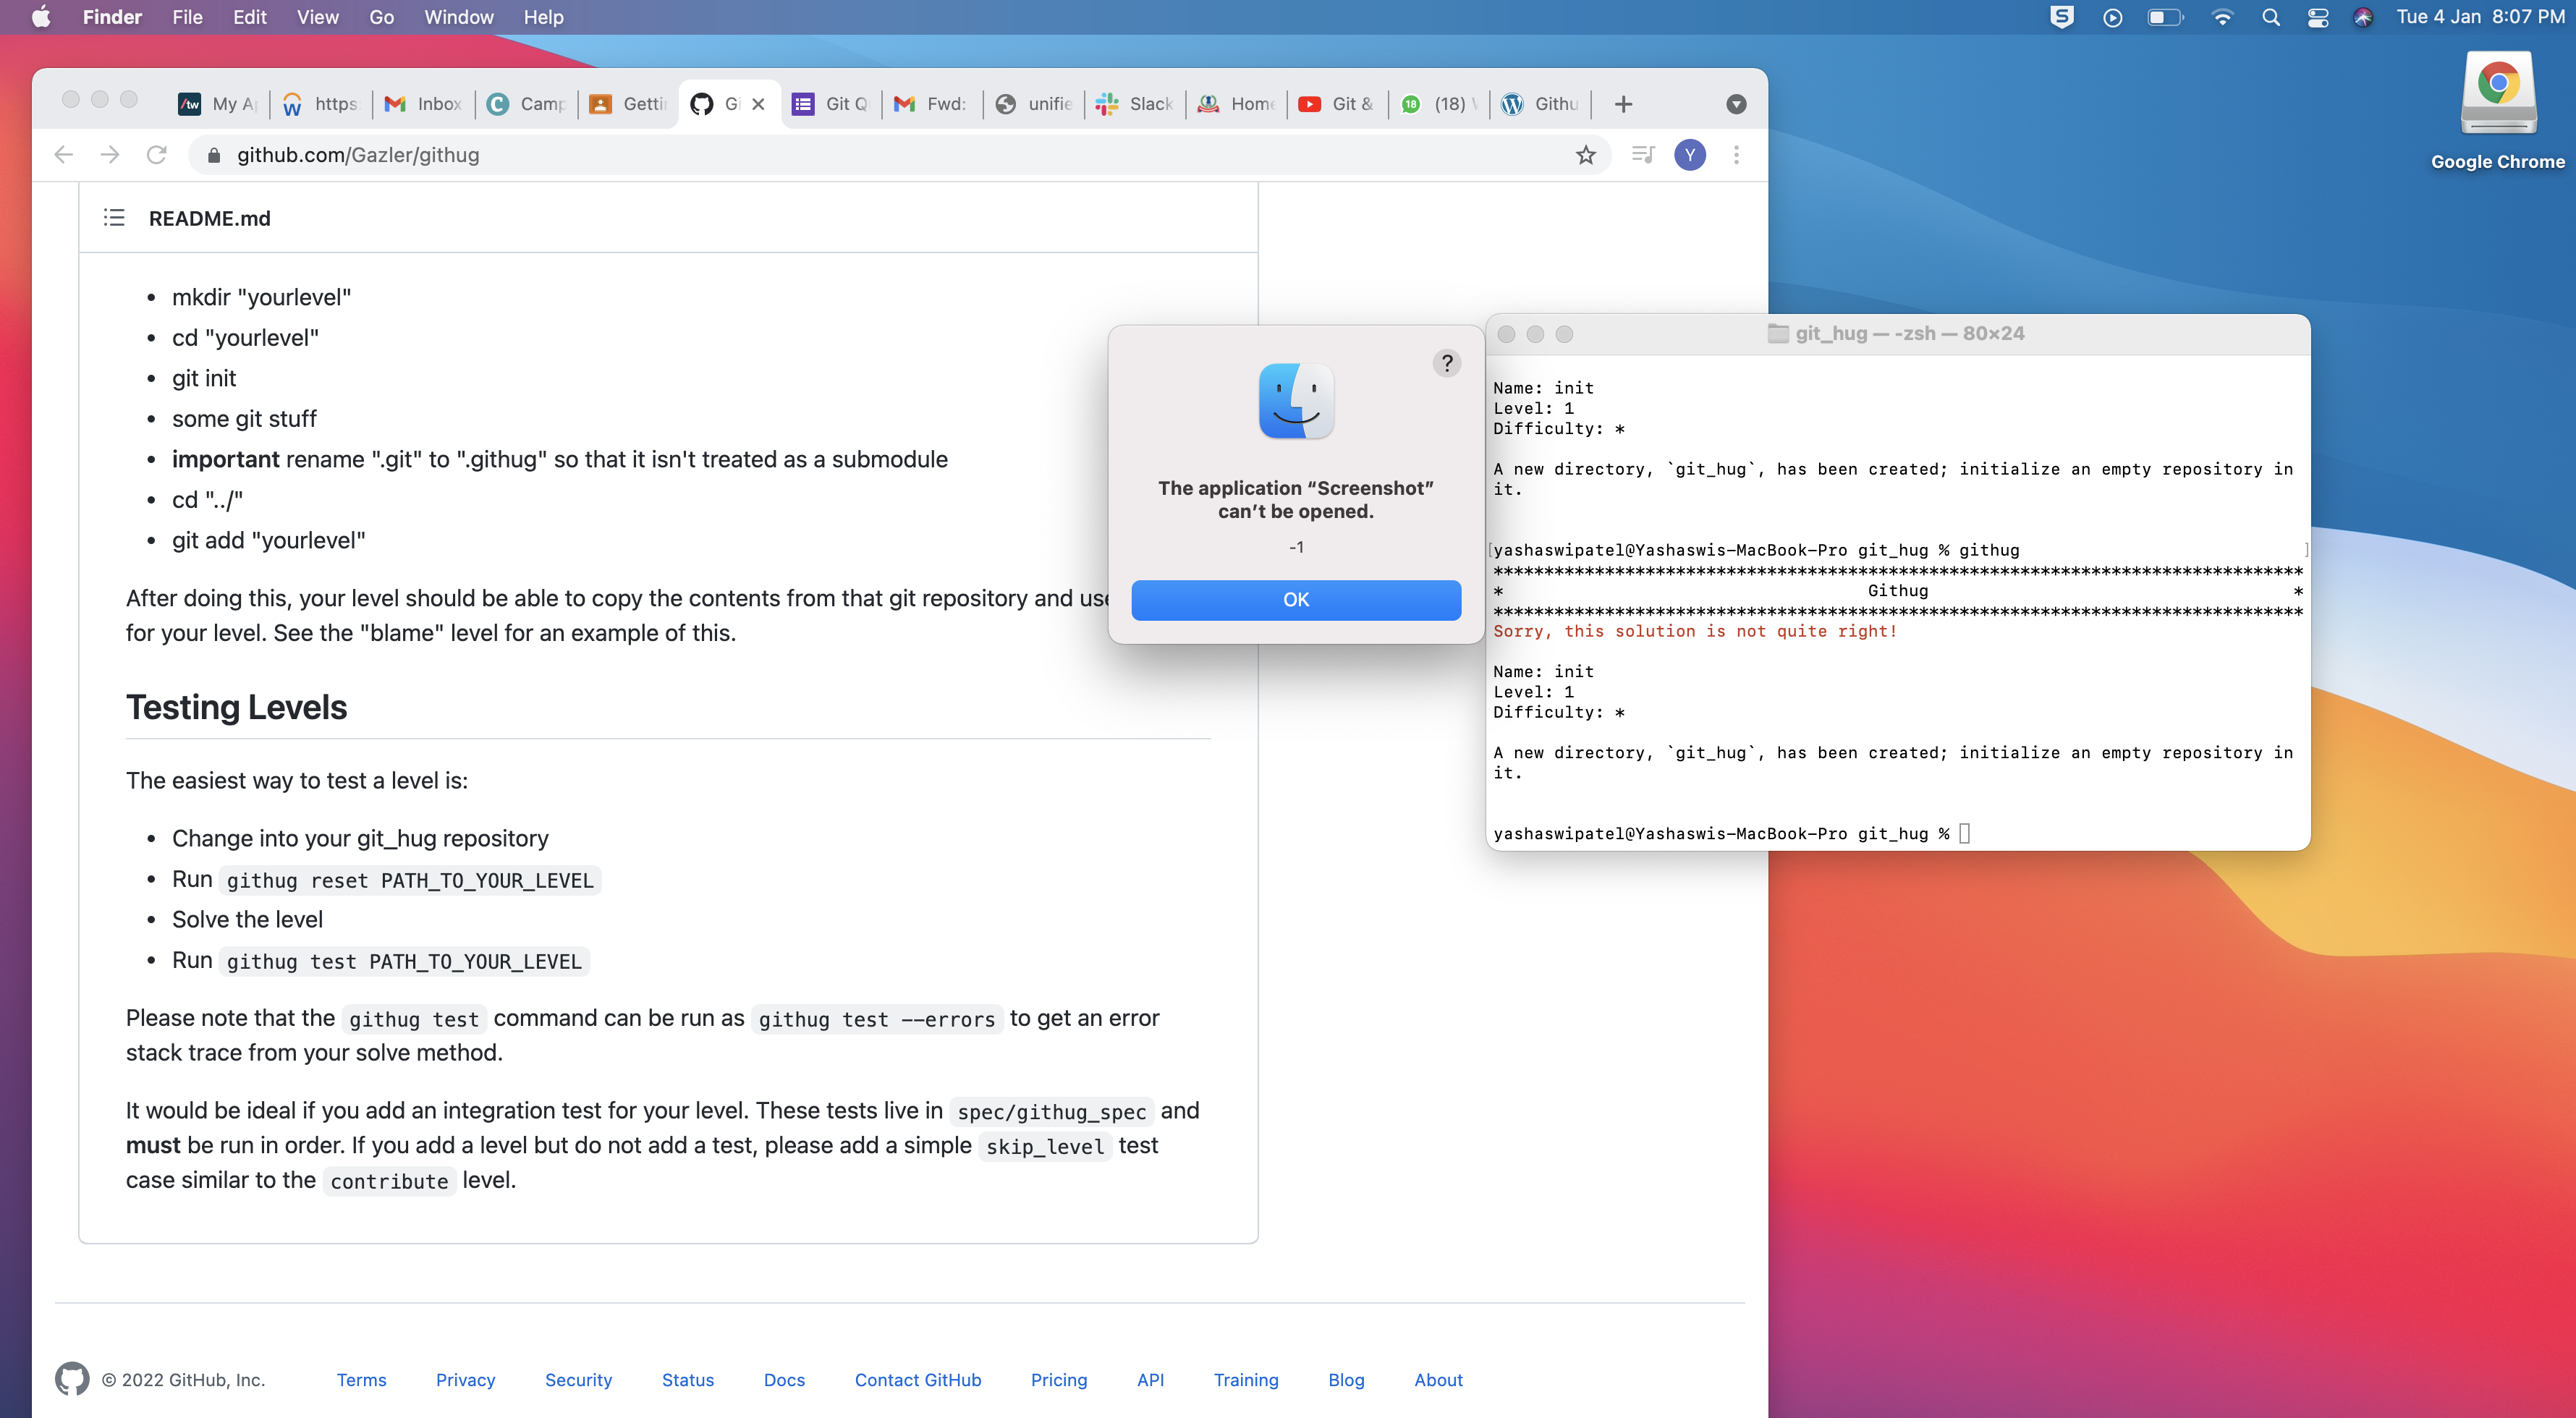 Finder File Edit View Go Window Help
Tue 4 Jan 8:07 PM
Google Chrome
My A https Inbox Camp Getti Gi Git Q Fwd: unifie Slack Home Git & 18 (18) Githu
github.com/Gazler/githug
Y
README.md
• mkdir "yourlevel"
• cd "yourlevel"
• git init
• some git stuff
• important rename ".git" to ".githug" so that it isn't treated as a submodule
• cd "../"
• git add "yourlevel"
After doing this, your level should be able to copy the contents from that git repository and use
for your level. See the "blame" level for an example of this.
Testing Levels
The easiest way to test a level is:
• Change into your git_hug repository
• Run githug reset PATH_TO_YOUR_LEVEL
• Solve the level
• Run githug test PATH_TO_YOUR_LEVEL
Please note that the githug test command can be run as githug test --errors to get an error
stack trace from your solve method.
It would be ideal if you add an integration test for your level. These tests live in spec/githug_spec and
must be run in order. If you add a level but do not add a test, please add a simple skip_level test
case similar to the contribute level.
© 2022 GitHub, Inc. Terms Privacy Security Status Docs Contact GitHub Pricing API Training Blog About
?
The application “Screenshot”
can’t be opened.
-1
OK
git_hug — -zsh — 80×24
Name: init
Level: 1
Difficulty: *
A new directory, `git_hug`, has been created; initialize an empty repository in
it.
[yashaswipatel@Yashaswis-MacBook-Pro git_hug % githug ]
********************************************************************************
* Githug *
********************************************************************************
Sorry, this solution is not quite right!
Name: init
Level: 1
Difficulty: *
A new directory, `git_hug`, has been created; initialize an empty repository in
it.
yashaswipatel@Yashaswis-MacBook-Pro git_hug %